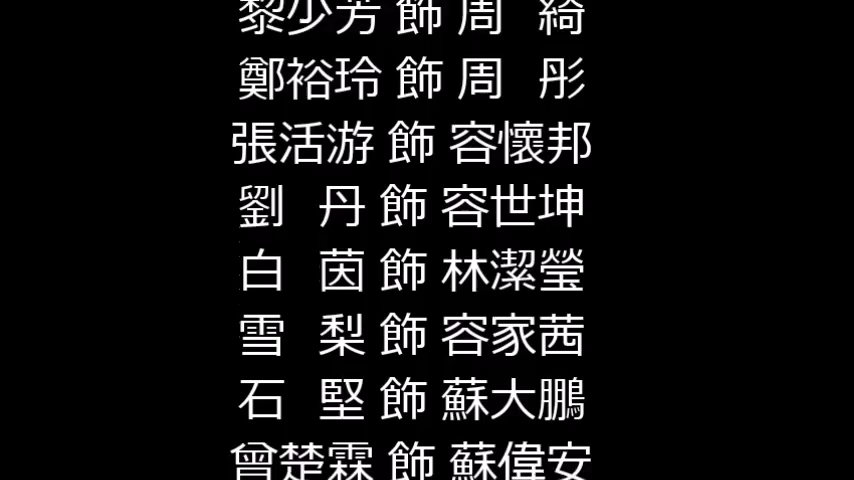 黎少芳 飾 周 綺
鄭裕玲 飾 周 彤
張活游 飾 容懷邦
劉 丹 飾 容世坤
白 茵 飾 林潔瑩
雪 梨 飾 容家茜
石 堅 飾 蘇大鵬
曾楚霖 飾 蘇偉安